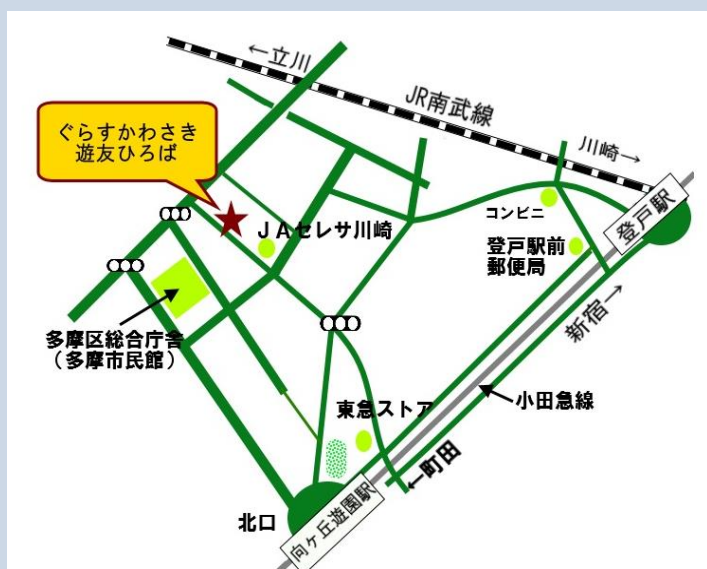 ←立川
JR南武線
川崎→
ぐらすかわさき
遊友ひろば
コンビニ
登戸駅
JAセレサ川崎
登戸駅前
郵便局
新宿→
多摩区総合庁舎
（多摩市民館）
東急ストア
小田急線
←町田
北口
向ヶ丘遊園駅